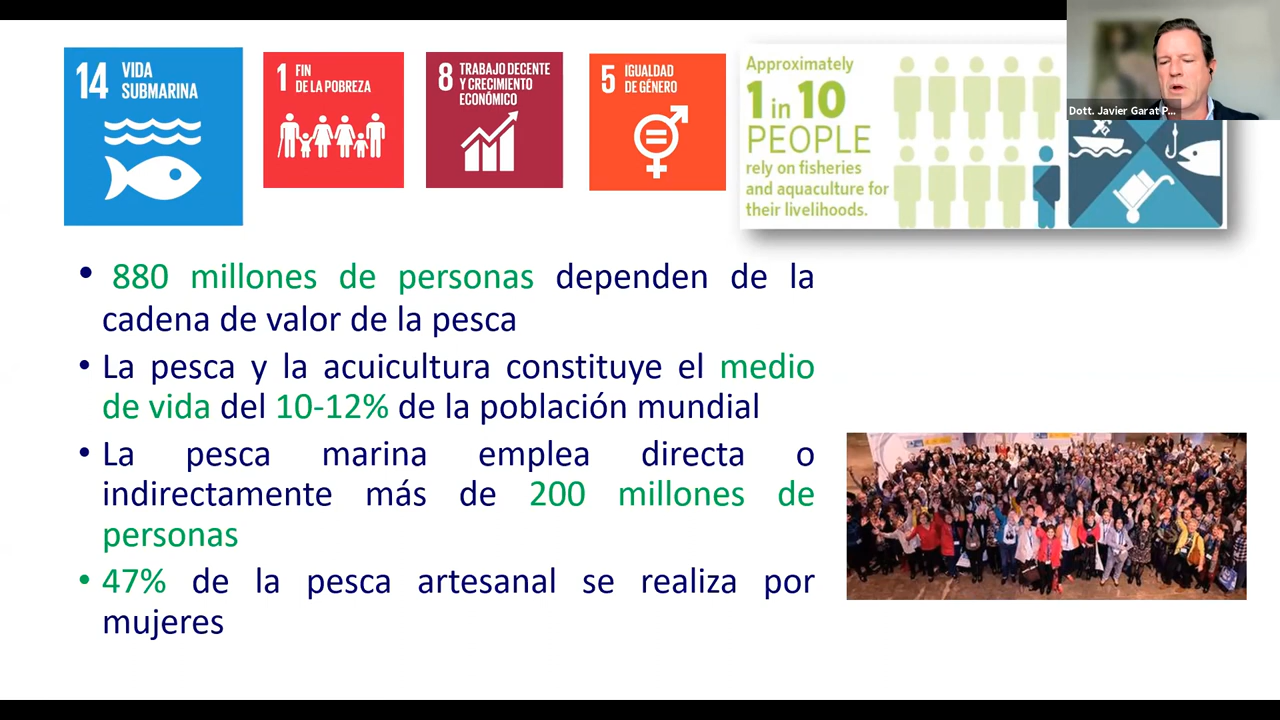 14 VIDA
SUBMARINA
1 FIN
DE LA POBREZA
8 TRABAJO DECENTE
Y CRECIMIENTO
ECONÓMICO
5 IGUALDAD
DE GÉNERO
Approximately
1 in 10
PEOPLE
rely on fisheries
and aquaculture for
their livelihoods.
Dott. Javier Garat P...
• 880 millones de personas dependen de la
cadena de valor de la pesca
• La pesca y la acuicultura constituye el medio
de vida del 10-12% de la población mundial
• La pesca marina emplea directa o
indirectamente más de 200 millones de
personas
• 47% de la pesca artesanal se realiza por
mujeres